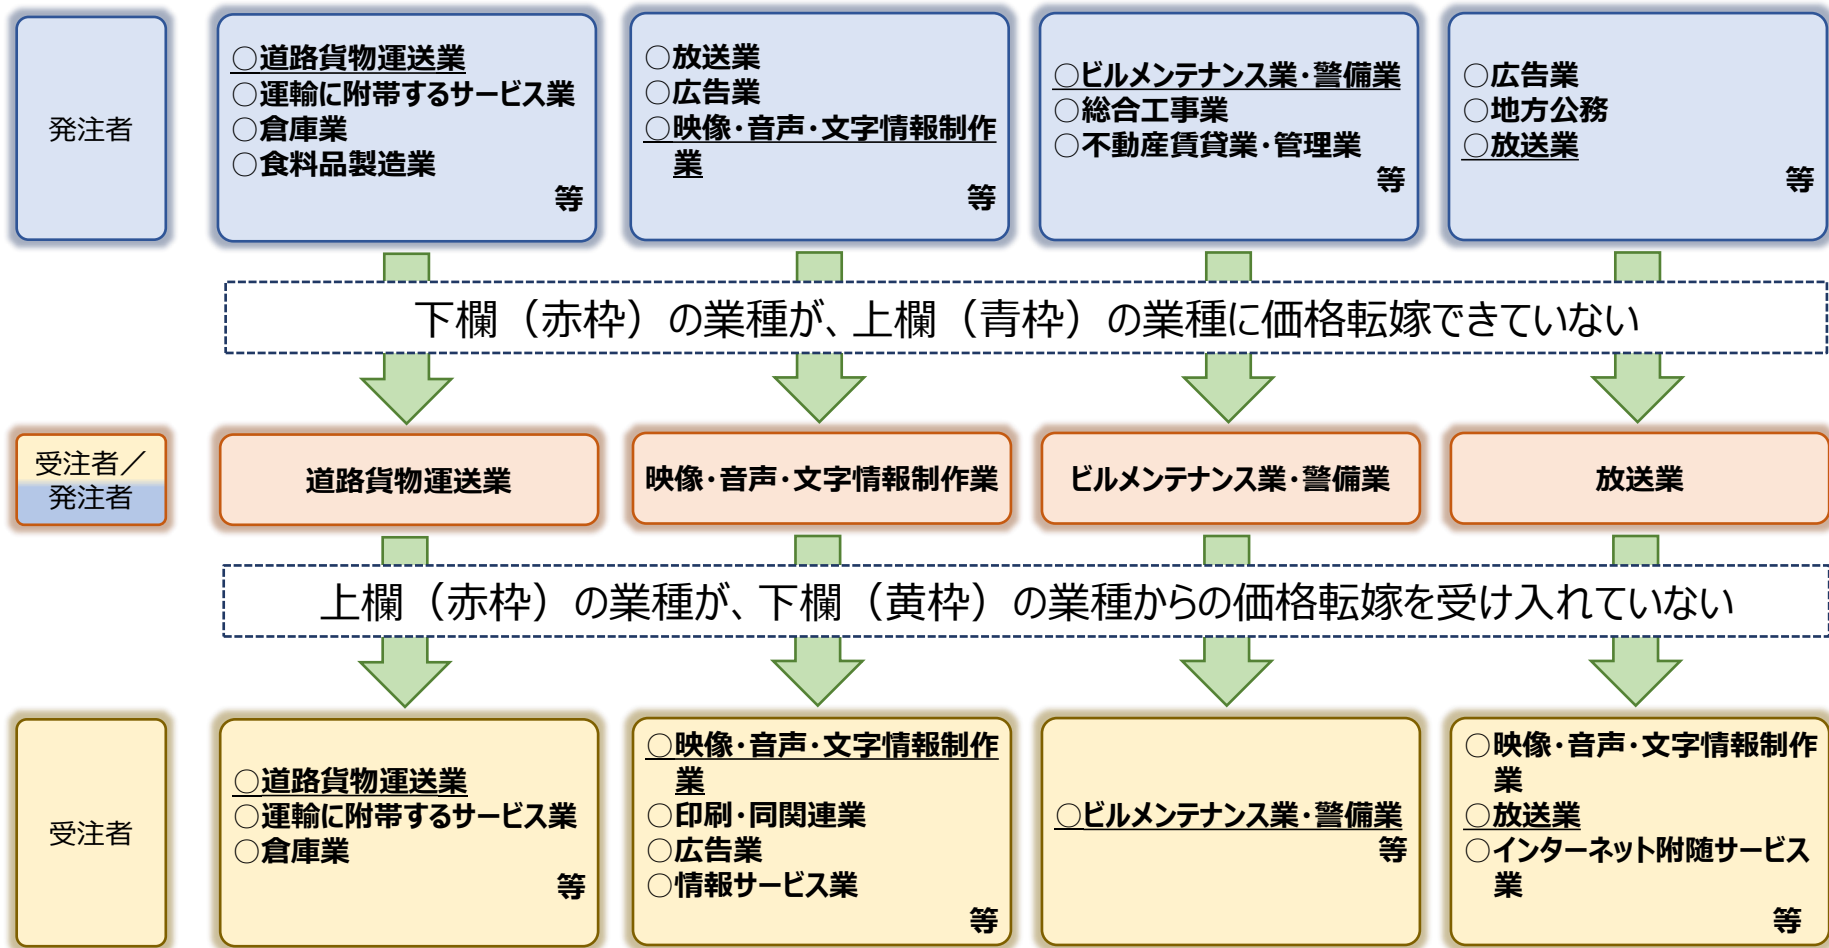 発注者
○道路貨物運送業
○運輸に附帯するサービス業
○倉庫業
○食料品製造業
等
○放送業
○広告業
○映像・音声・文字情報制作
業
等
○ビルメンテナンス業・警備業
○総合工事業
○不動産賃貸業・管理業
等
○広告業
○地方公務
○放送業
等
下欄（赤枠）の業種が、上欄（青枠）の業種に価格転嫁できていない
受注者／
発注者
道路貨物運送業
映像・音声・文字情報制作業
ビルメンテナンス業・警備業
放送業
上欄（赤枠）の業種が、下欄（黄枠）の業種からの価格転嫁を受け入れていない
受注者
○道路貨物運送業
○運輸に附帯するサービス業
○倉庫業
等
○映像・音声・文字情報制作
業
○印刷・同関連業
○広告業
○情報サービス業
等
○ビルメンテナンス業・警備業
等
○映像・音声・文字情報制作
業
○放送業
○インターネット附随サービス
業
等